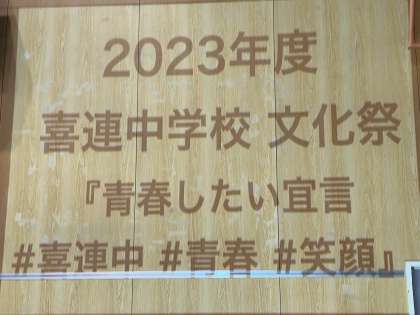 2023年度
喜連中学校 文化祭
『青春したい宣言
#喜連中 #青春 #笑顔』